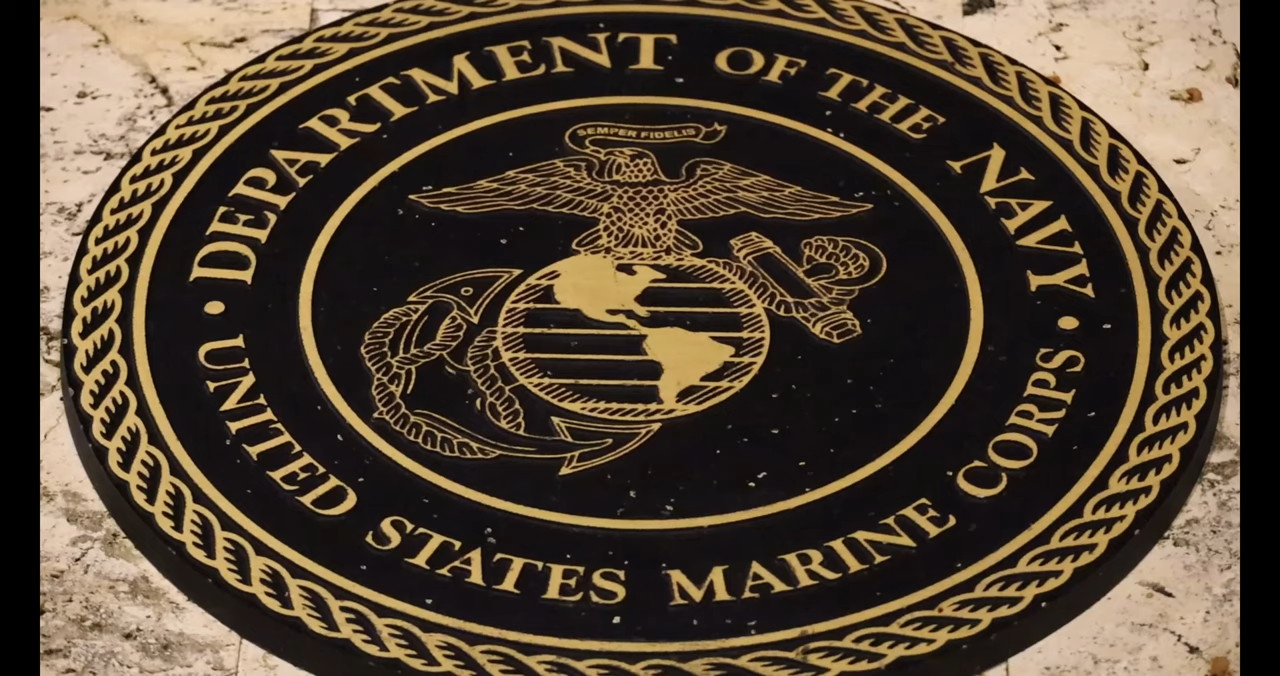 DEPARTMENT OF THE NAVY
SEMPER FIDELIS
• UNITED STATES MARINE CORPS •